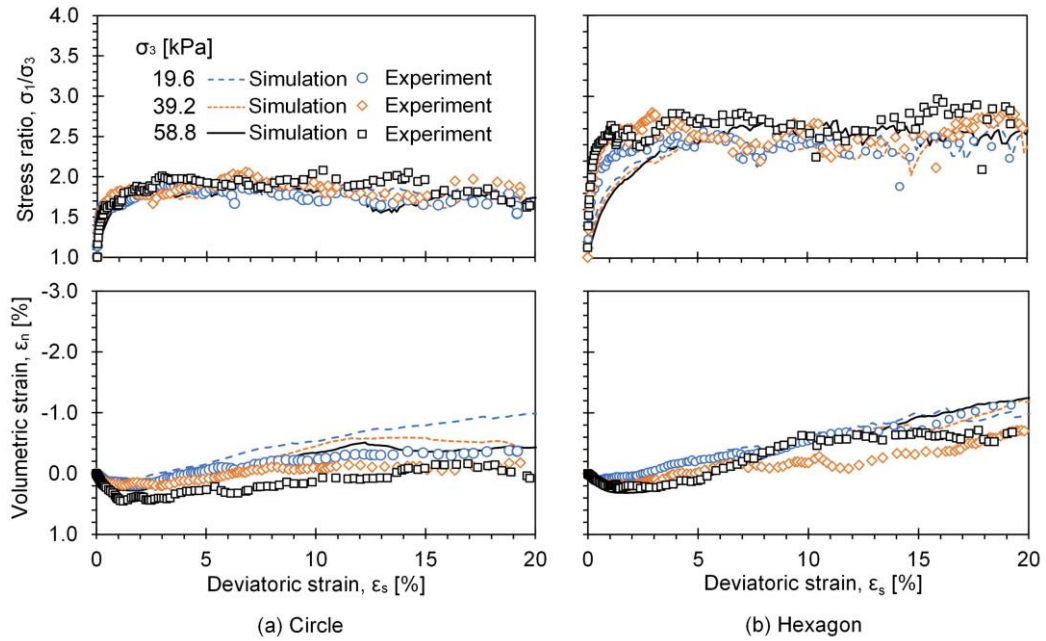 4.0
3.5
3.0
2.5
2.0
1.5
1.0
Stress ratio, σ1/σ3
σ3 [kPa]
19.6 Simulation Experiment
39.2 Simulation Experiment
58.8 Simulation Experiment
-3.0
-2.0
-1.0
0.0
1.0
Volumetric strain, εn [%]
0 5 10 15 20
0 5 10 15 20
Deviatoric strain, εs [%]
Deviatoric strain, εs [%]
(a) Circle
(b) Hexagon